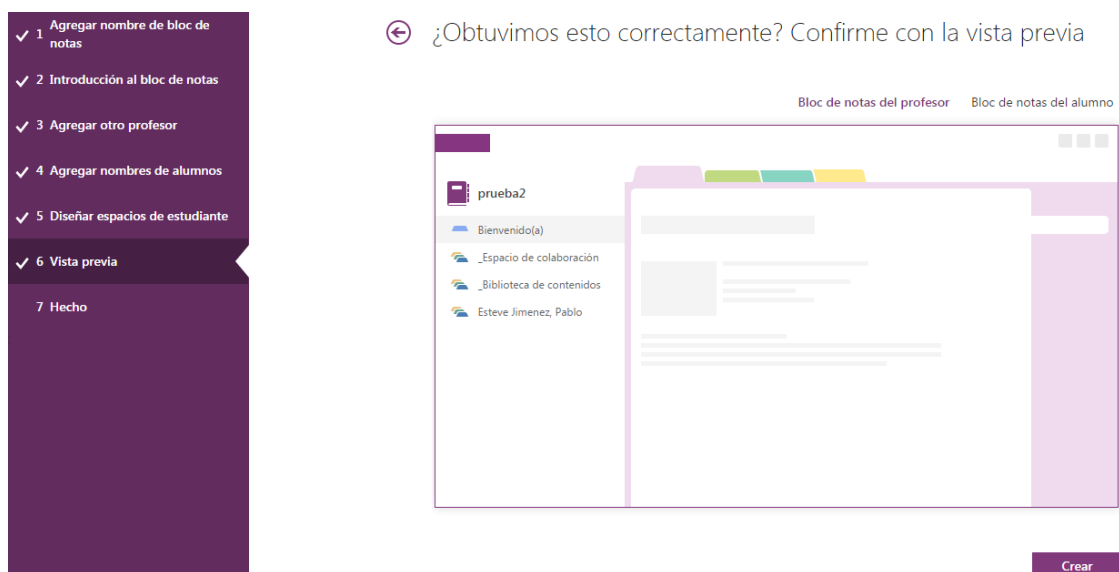 1 Agregar nombre de bloc de
notas
2 Introducción al bloc de notas
3 Agregar otro profesor
4 Agregar nombres de alumnos
5 Diseñar espacios de estudiante
6 Vista previa
7 Hecho
¿Obtuvimos esto correctamente? Confirme con la vista previa
Bloc de notas del profesor Bloc de notas del alumno
prueba2
Bienvenido(a)
_Espacio de colaboración
_Biblioteca de contenidos
Esteve Jimenez, Pablo
Crear